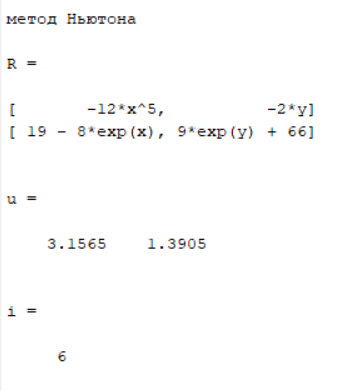 метод Ньютона
R =
[ -12*x^5, -2*y]
[ 19 - 8*exp(x), 9*exp(y) + 66]
u =
3.1565 1.3905
i =
6